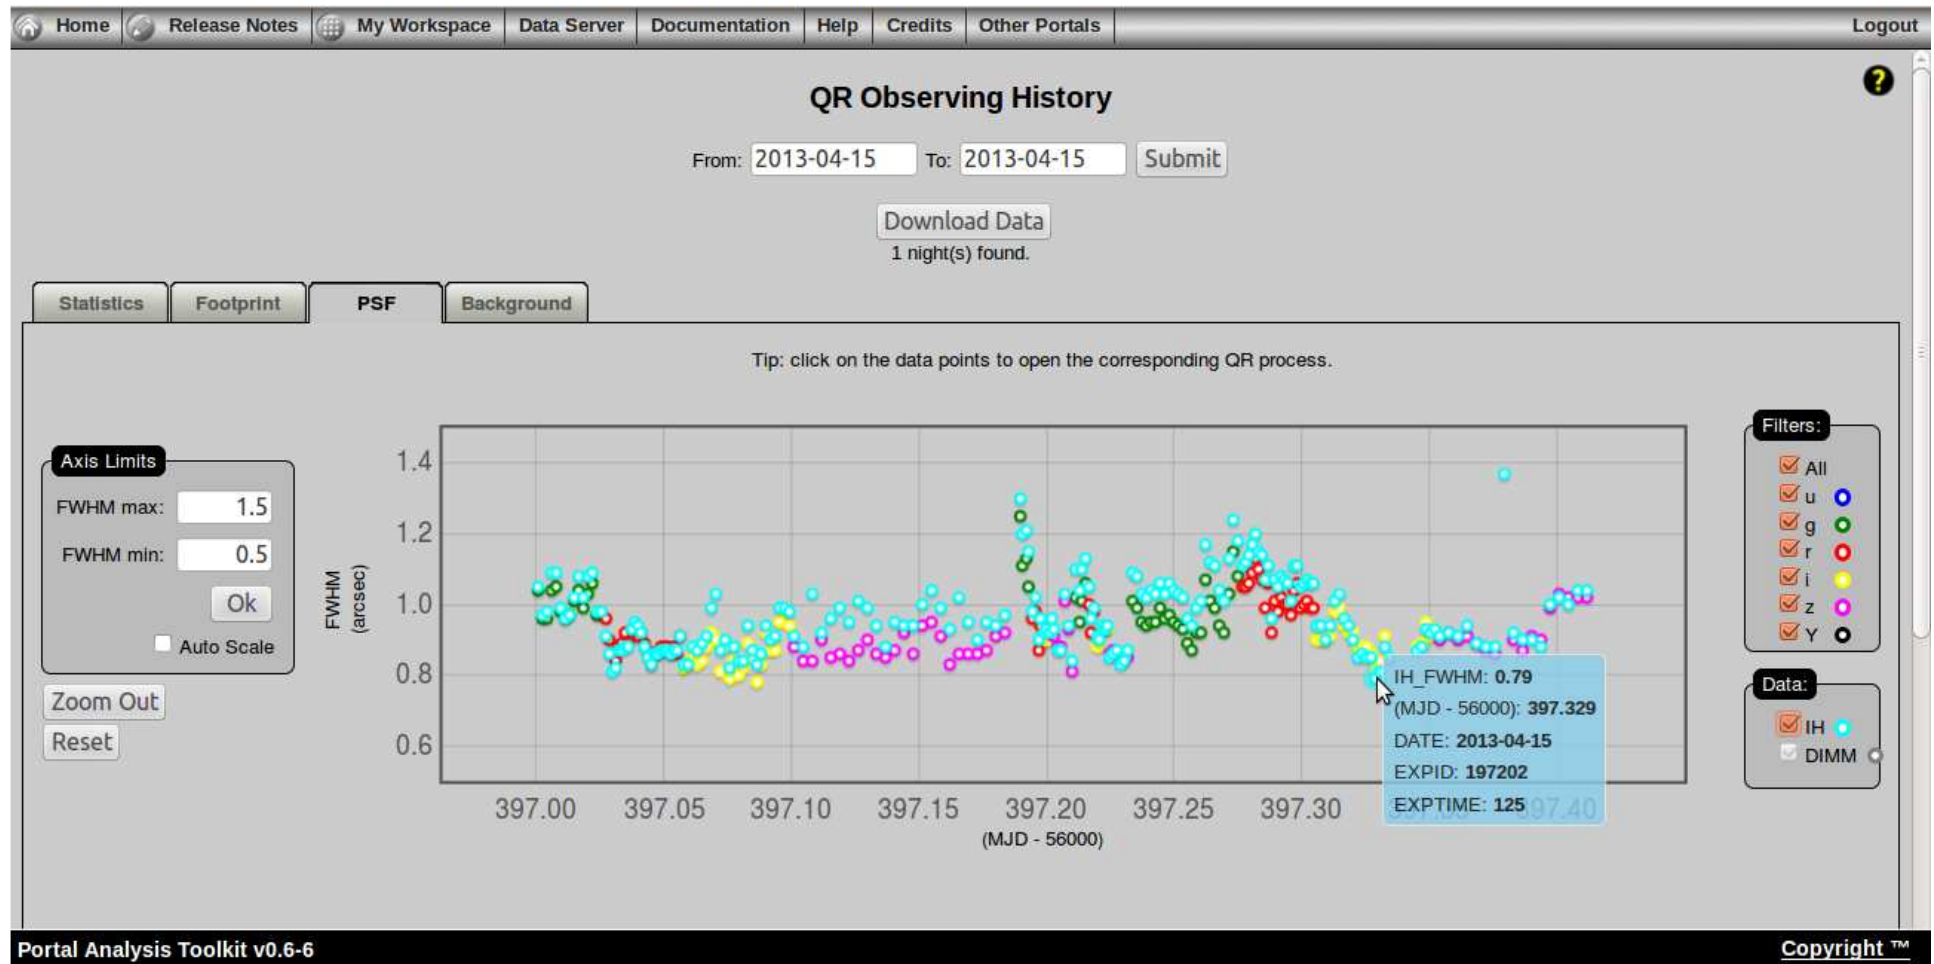 Home Release Notes My Workspace Data Server Documentation Help Credits Other Portals Logout
?
QR Observing History
From: 2013-04-15 To: 2013-04-15 Submit
Download Data
1 night(s) found.
Statistics Footprint PSF Background
Tip: click on the data points to open the corresponding QR process.
Axis Limits
FWHM max: 1.5
FWHM min: 0.5
Ok
Auto Scale
Zoom Out
Reset
FWHM
(arcsec)
1.4
1.2
1.0
0.8
0.6
397.00 397.05 397.10 397.15 397.20 397.25 397.30 397.40
(MJD - 56000)
IH_FWHM: 0.79
(MJD - 56000): 397.329
DATE: 2013-04-15
EXPID: 197202
EXPTIME: 125
Filters:
All
u
g
r
i
z
Y
Data:
IH
DIMM
Portal Analysis Toolkit v0.6-6
Copyright ™